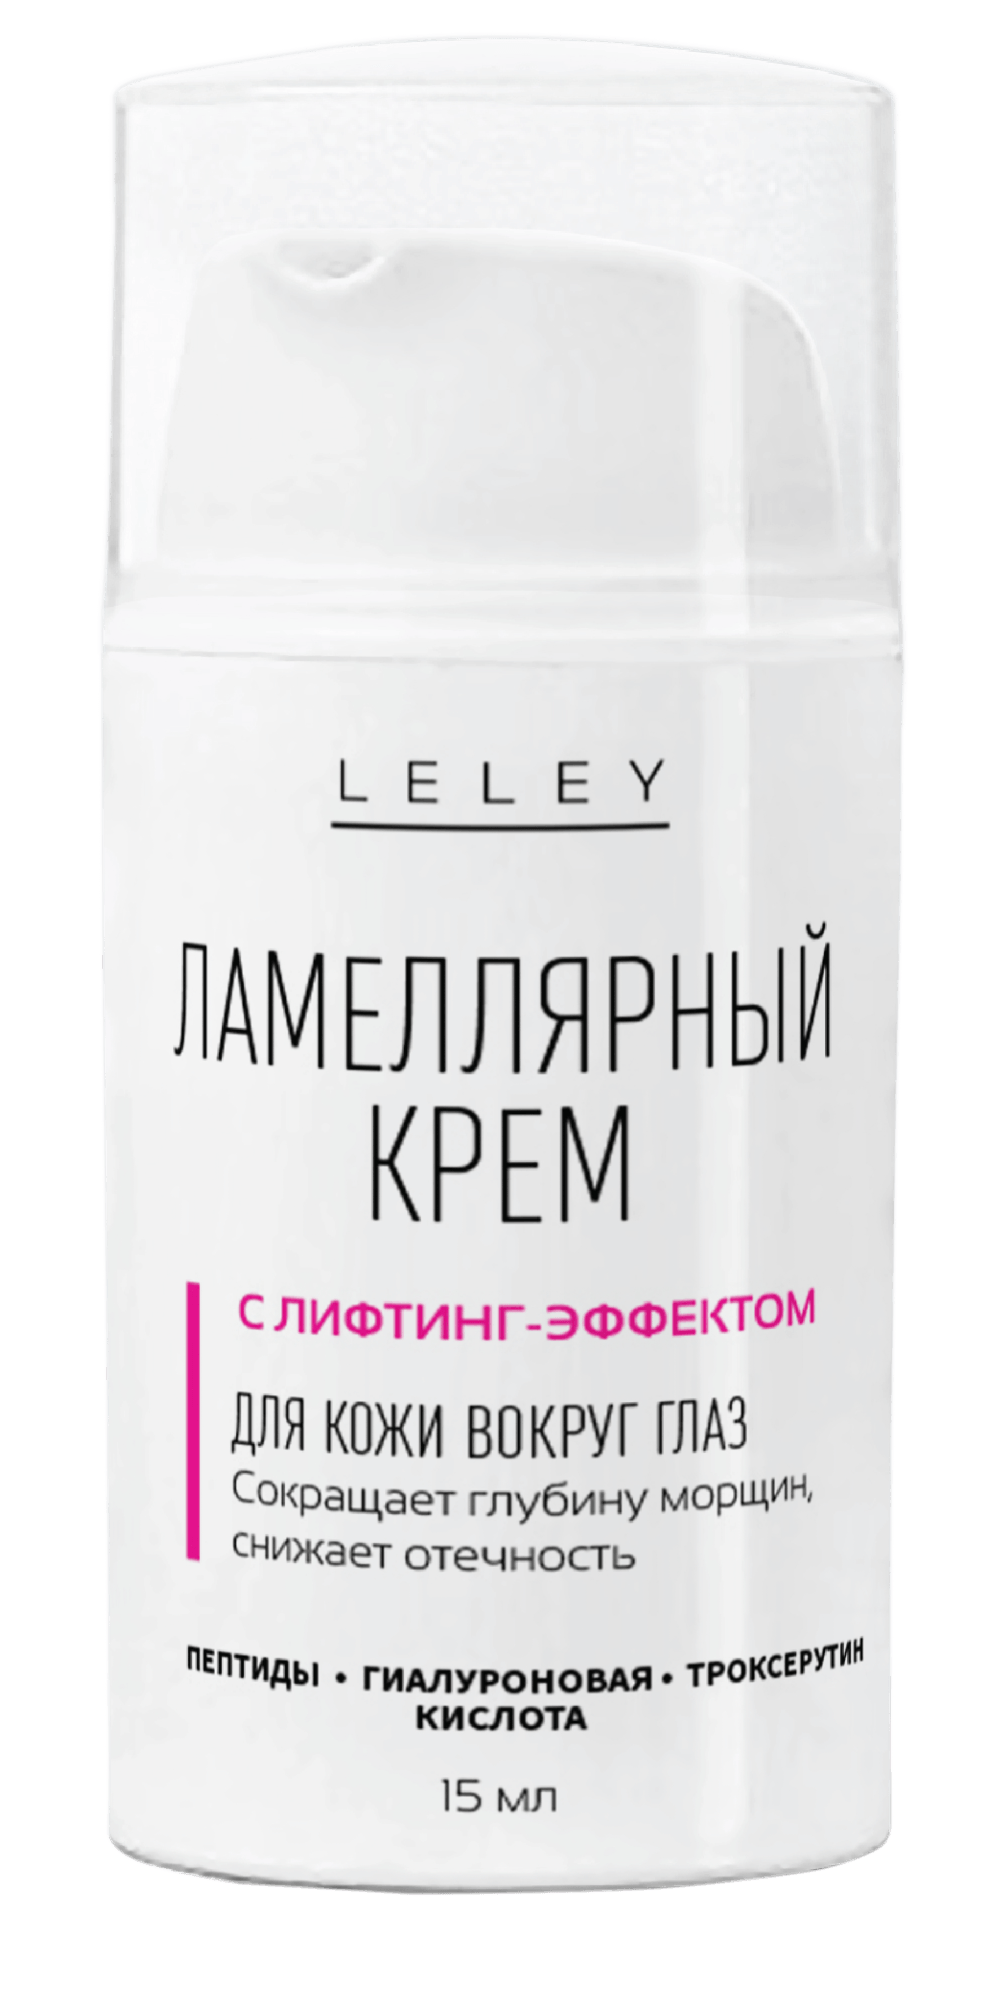 LELEY
ЛАМЕЛЛЯРНЫЙ
КРЕМ
С ЛИФТИНГ-ЭФФЕКТОМ
ДЛЯ КОЖИ ВОКРУГ ГЛАЗ
Сокращает глубину морщин,
снижает отечность
ПЕПТИДЫ • ГИАЛУРОНОВАЯ • ТРОКСЕРУТИН
КИСЛОТА
15 мл